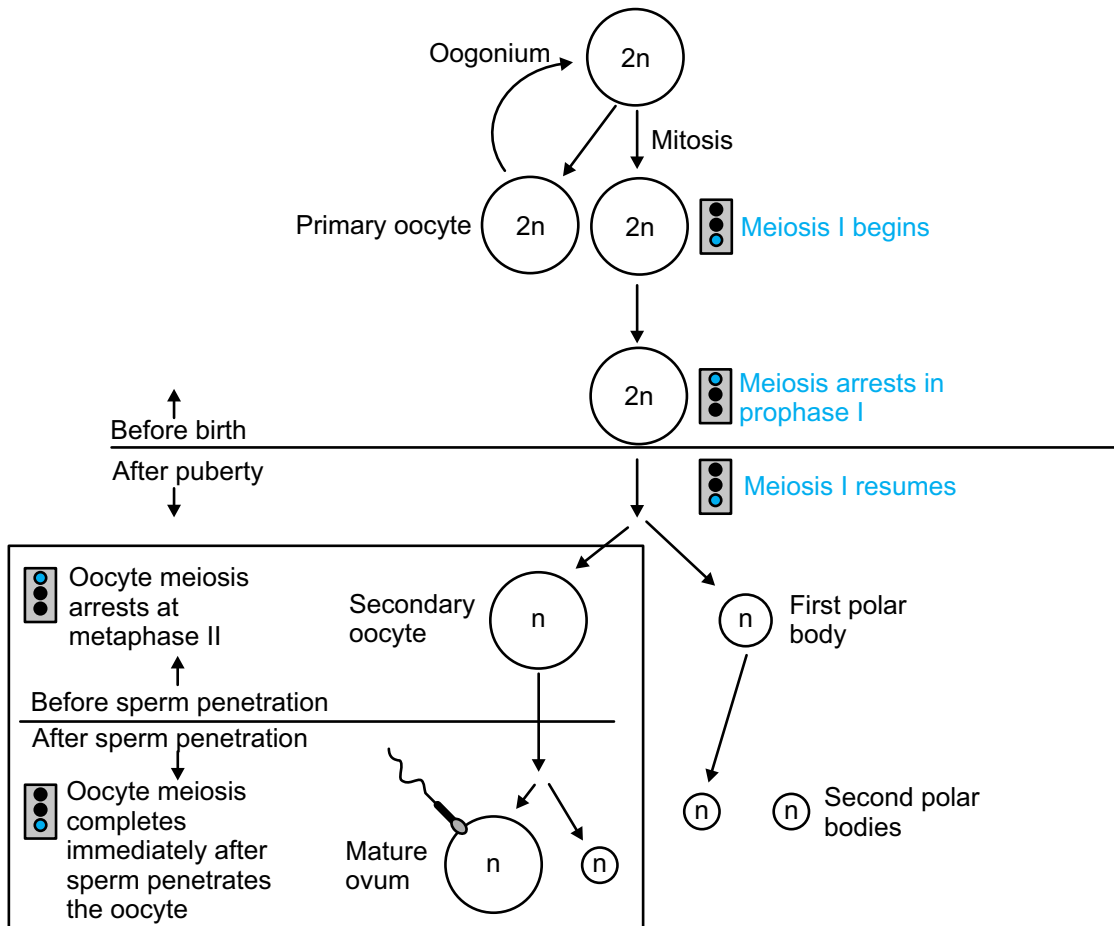 Oogonium
2n
Mitosis
Primary oocyte
2n
2n
Meiosis I begins
2n
Meiosis arrests in
prophase I
Before birth
After puberty
Meiosis I resumes
Oocyte meiosis
arrests at
metaphase II
Secondary
oocyte
n
n
First polar
body
Before sperm penetration
After sperm penetration
Oocyte meiosis
completes
immediately after
sperm penetrates
the oocyte
Mature
ovum
n
n
n
n
Second polar
bodies